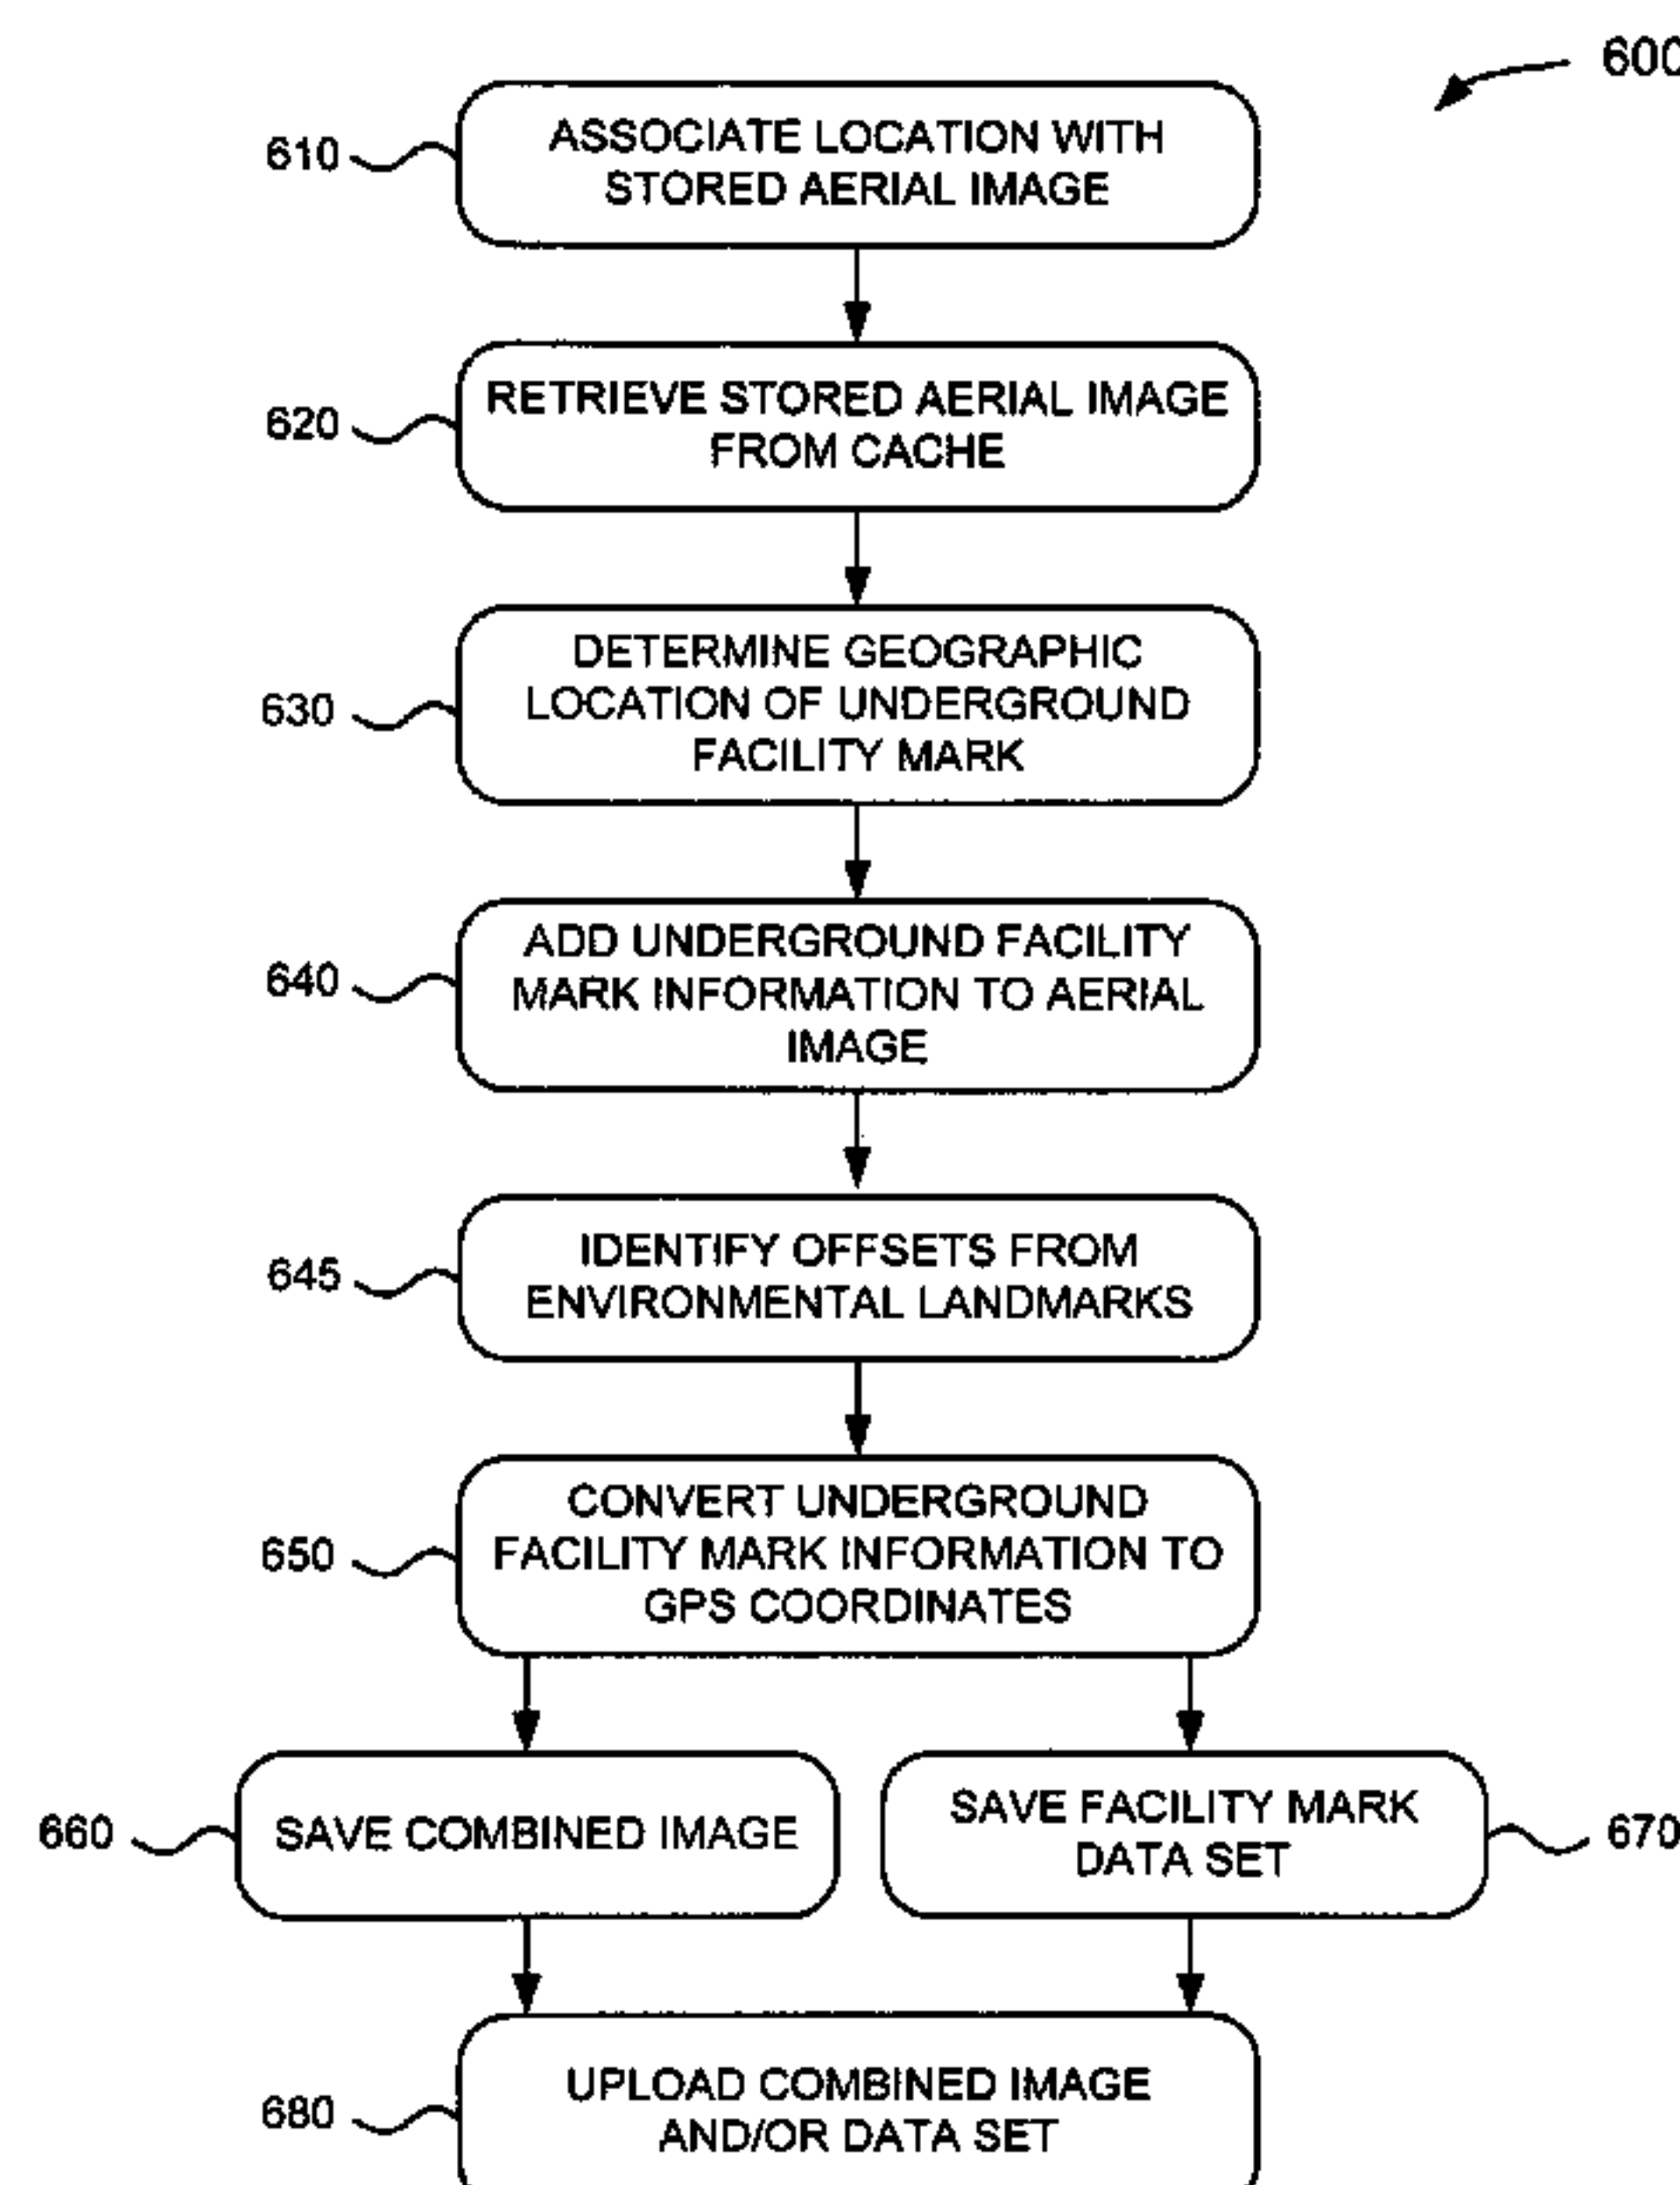 600
610
ASSOCIATE LOCATION WITH
STORED AERIAL IMAGE
620
RETRIEVE STORED AERIAL IMAGE
FROM CACHE
630
DETERMINE GEOGRAPHIC
LOCATION OF UNDERGROUND
FACILITY MARK
640
ADD UNDERGROUND FACILITY
MARK INFORMATION TO AERIAL
IMAGE
645
IDENTIFY OFFSETS FROM
ENVIRONMENTAL LANDMARKS
650
CONVERT UNDERGROUND
FACILITY MARK INFORMATION TO
GPS COORDINATES
660
SAVE COMBINED IMAGE
SAVE FACILITY MARK
DATA SET
670
680
UPLOAD COMBINED IMAGE
AND/OR DATA SET